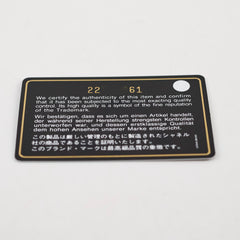 22 61
We certify the authenticity of this item and confirm
that it has been subjected to the most exacting quality
control. Its high quality is a symbol of the fine reputation
of the Trademark.
Wir bestätigen, dass es sich um einen Artikel handelt,
der während seiner Herstellung strengsten Kontrollen
unterworfen war, und dessen erstklassige Qualität
dem hohen Ansehen unserer Marke entspricht.
この製品は厳しい管理のもとに製造されたシャネル
社の商品であることを証明いたします。
このブランド・マークは最高級品質の象徴です。